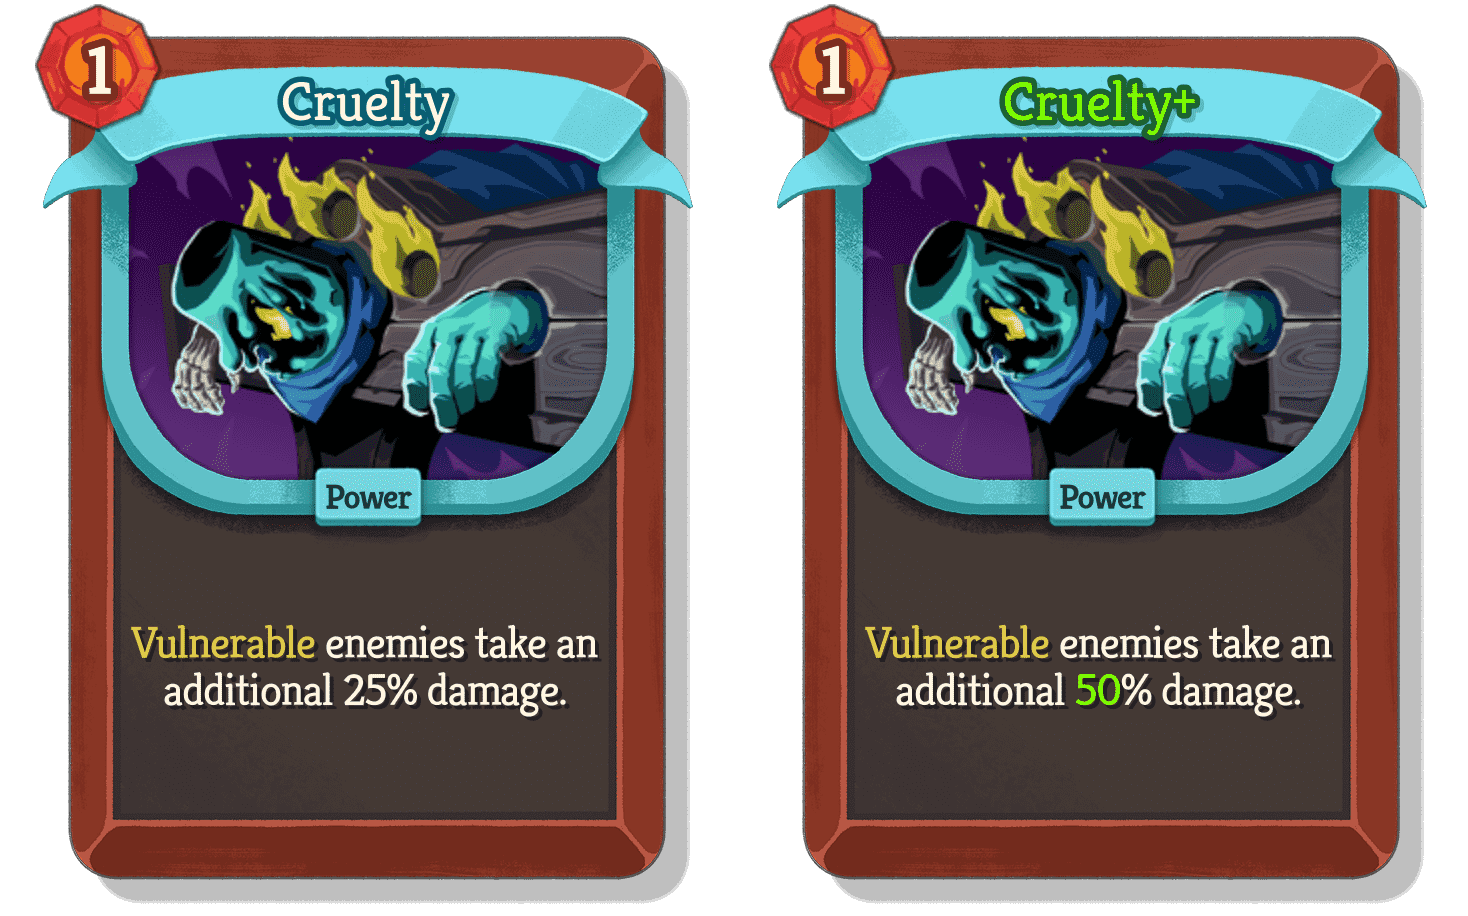 1
Cruelty
Power
Vulnerable enemies take an
additional 25% damage.
1
Cruelty+
Power
Vulnerable enemies take an
additional 50% damage.